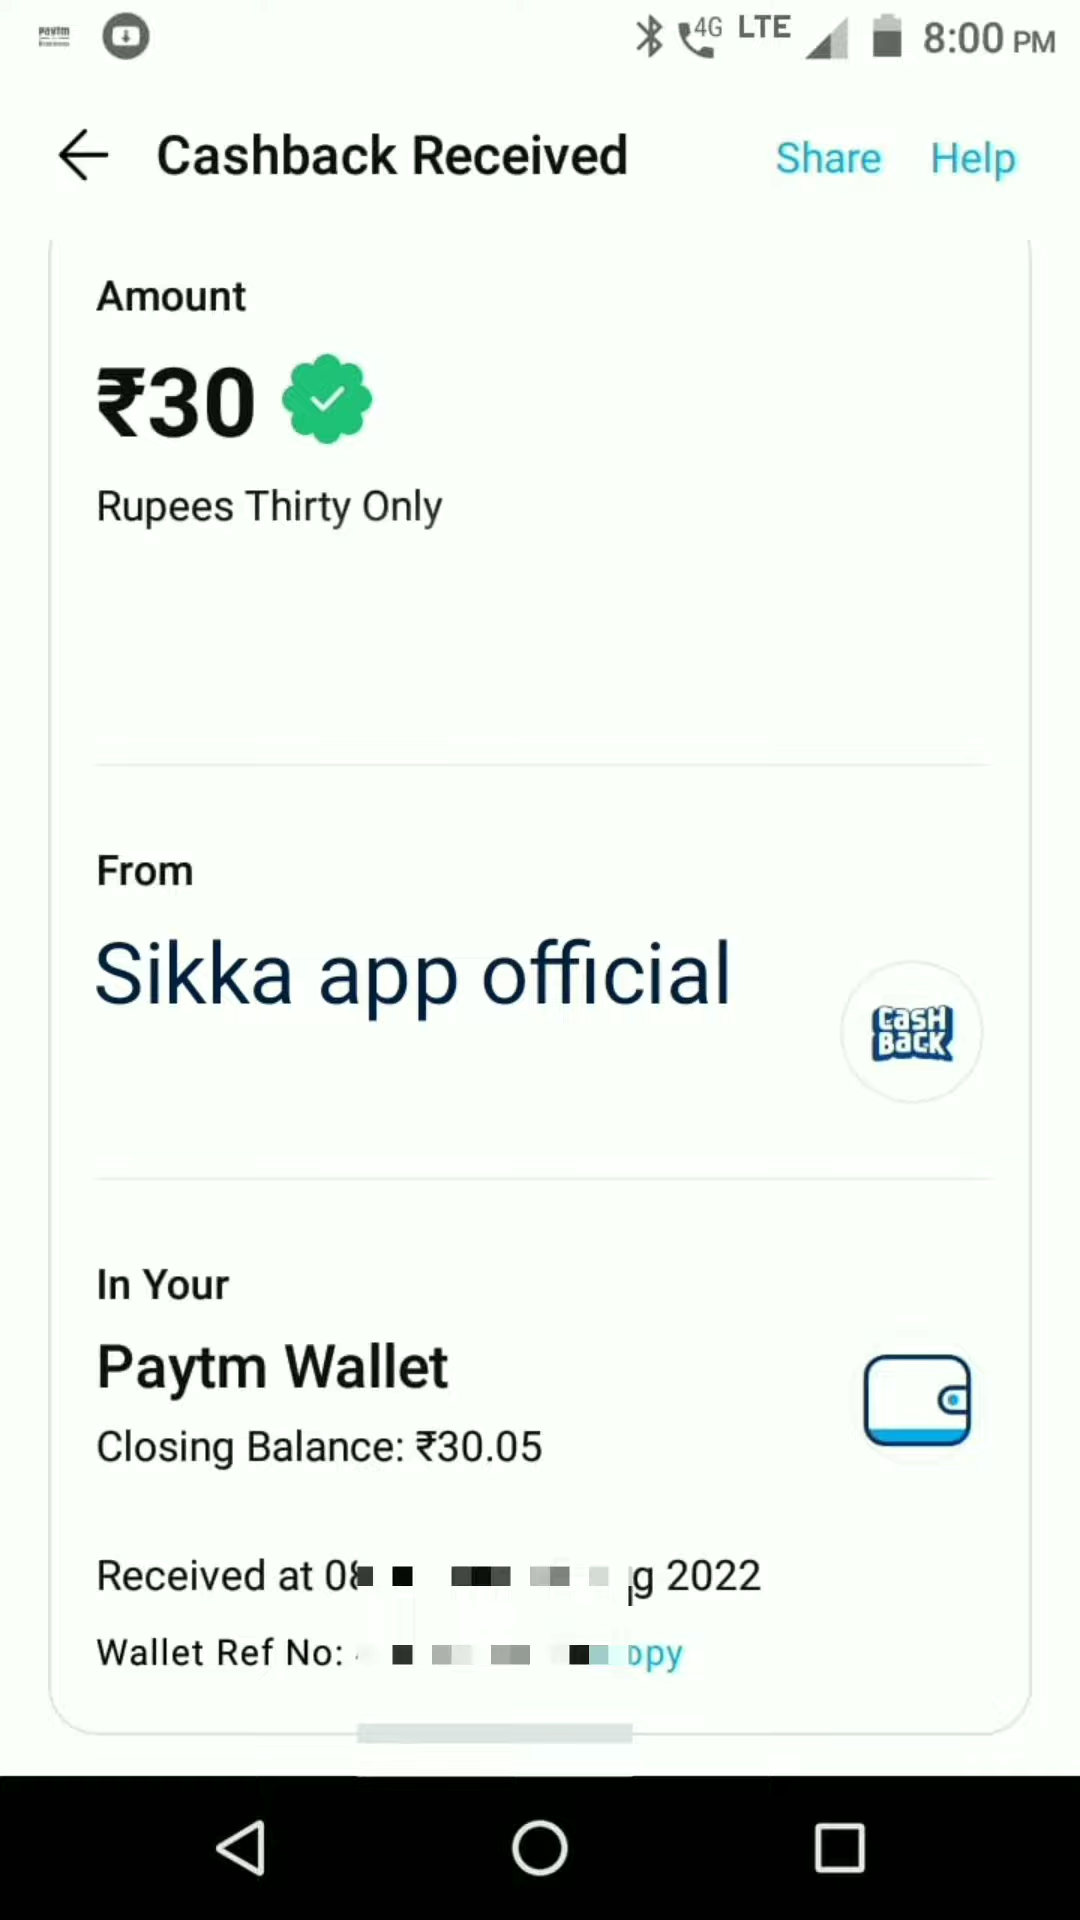 Paytm
4G LTE 8:00 PM
Cashback Received Share Help
Amount
₹30
Rupees Thirty Only
From
Sikka app official
CASH
BACK
In Your
Paytm Wallet
Closing Balance: ₹30.05
Received at 2022
Wallet Ref No: